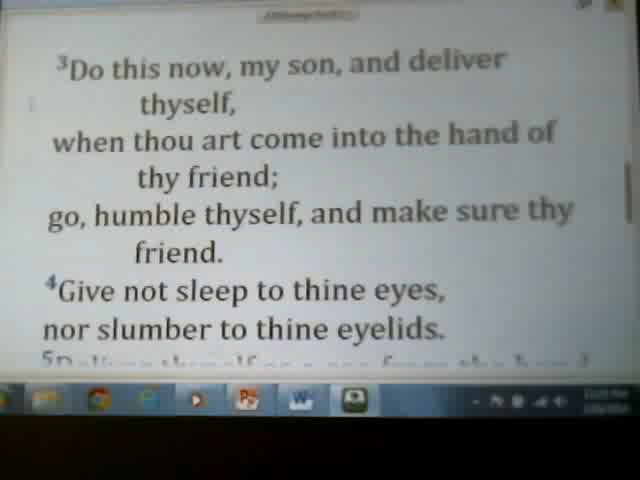 3Do this now, my son, and deliver
thyself,
when thou art come into the hand of
thy friend;
go, humble thyself, and make sure thy
friend.
4Give not sleep to thine eyes,
nor slumber to thine eyelids.